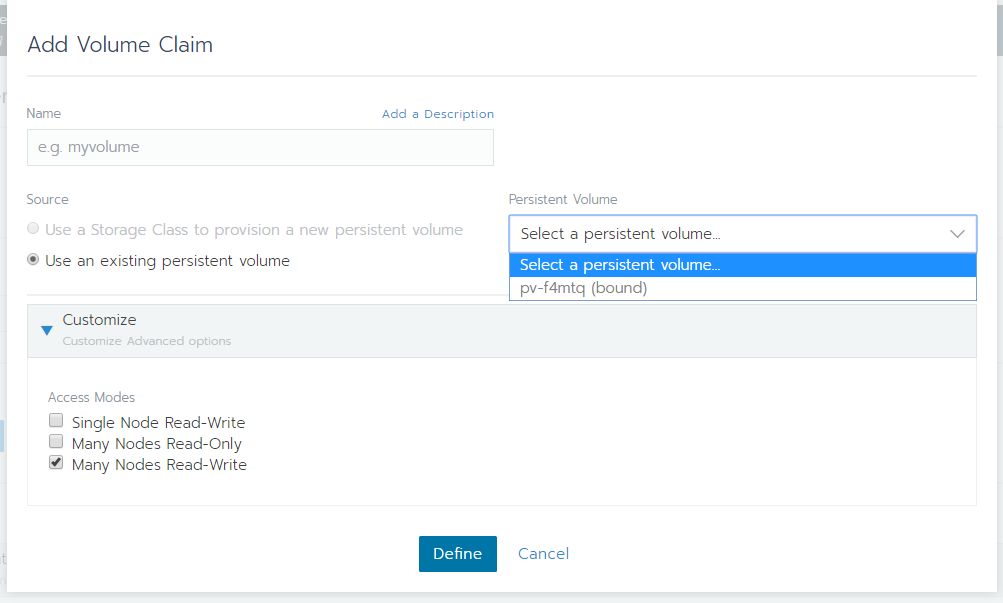 Add Volume Claim
Name
Add a Description
e.g. myvolume
Source
Use a Storage Class to provision a new persistent volume
Use an existing persistent volume
Persistent Volume
Select a persistent volume...
Select a persistent volume...
pv-f4mtq (bound)
Customize
Customize Advanced options
Access Modes
Single Node Read-Write
Many Nodes Read-Only
Many Nodes Read-Write
Define
Cancel